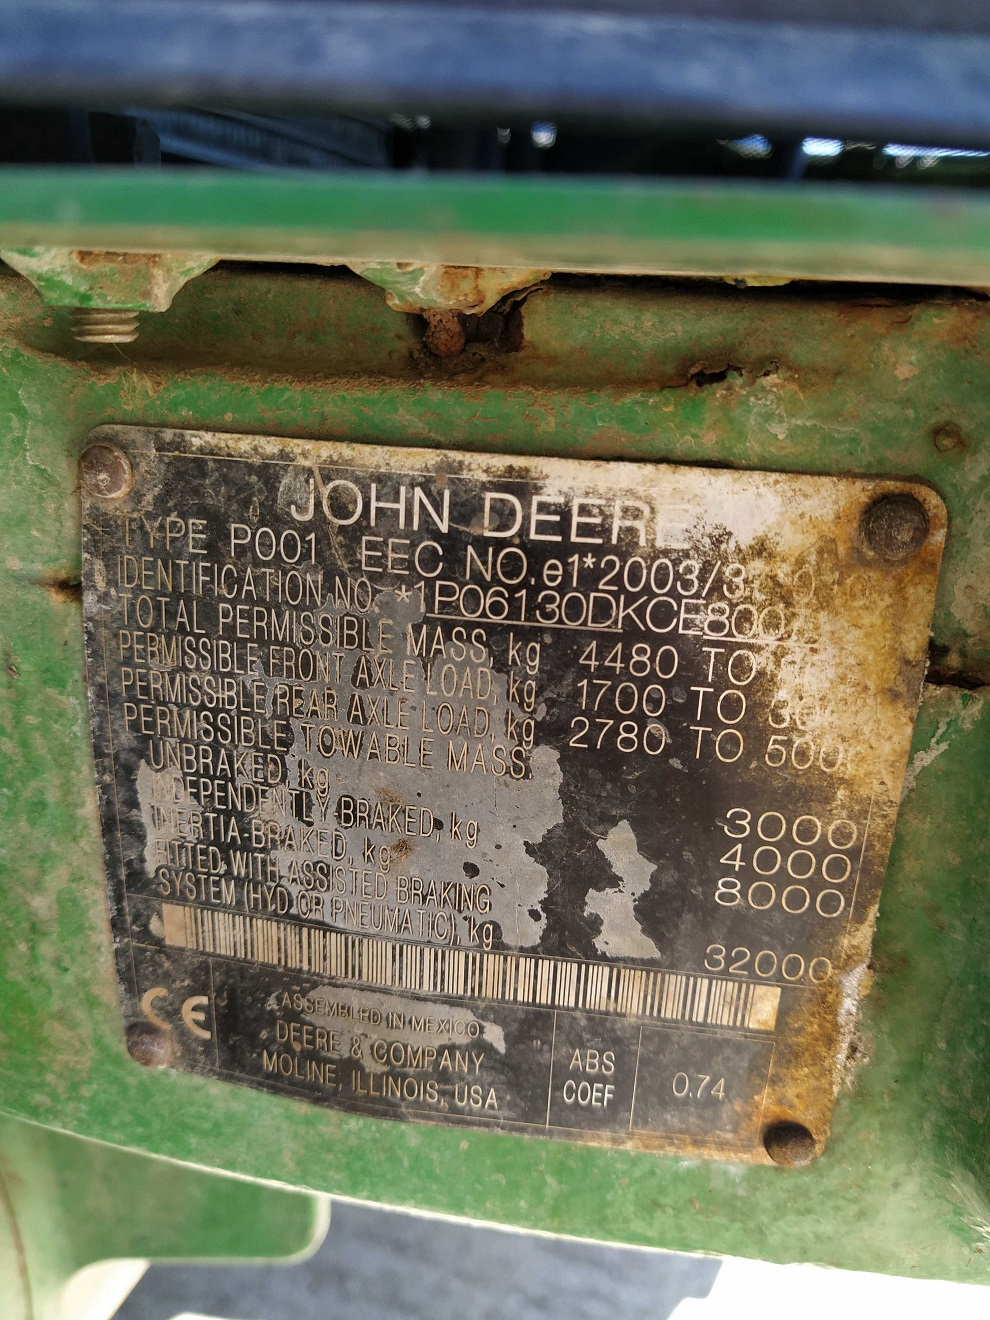 JOHN DEERE
TYPE P001 EEC NO.e1*2003/3
IDENTIFICATION NO. *1PO6130DKCE800
TOTAL PERMISSIBLE MASS, kg 4480 TO
PERMISSIBLE FRONT AXLE LOAD, kg 1700 TO
PERMISSIBLE REAR AXLE LOAD, kg 2780 TO 500
PERMISSIBLE TOWABLE MASS:
UNBRAKED, kg 3000
INDEPENDENTLY-BRAKED, kg 4000
INERTIA-BRAKED, kg 8000
FITTED WITH ASSISTED BRAKING
SYSTEM (HYD OR PNEUMATIC), kg 32000
CE
ASSEMBLED IN MEXICO
DEERE & COMPANY
MOLINE, ILLINOIS, USA
ABS
COEF
0.74